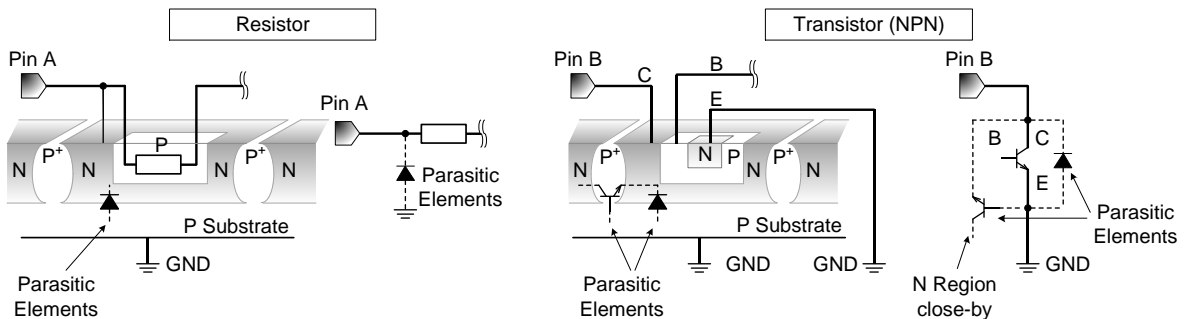 Resistor
Transistor (NPN)
Pin A
Pin A
N
P+
N
P
N
P+
N
Parasitic
Elements
P Substrate
GND
Parasitic
Elements
Pin B
C
B
E
N
P+
N
N
P
N
P+
N
P Substrate
GND
GND
Parasitic
Elements
Pin B
B
C
E
Parasitic
Elements
GND
N Region
close-by